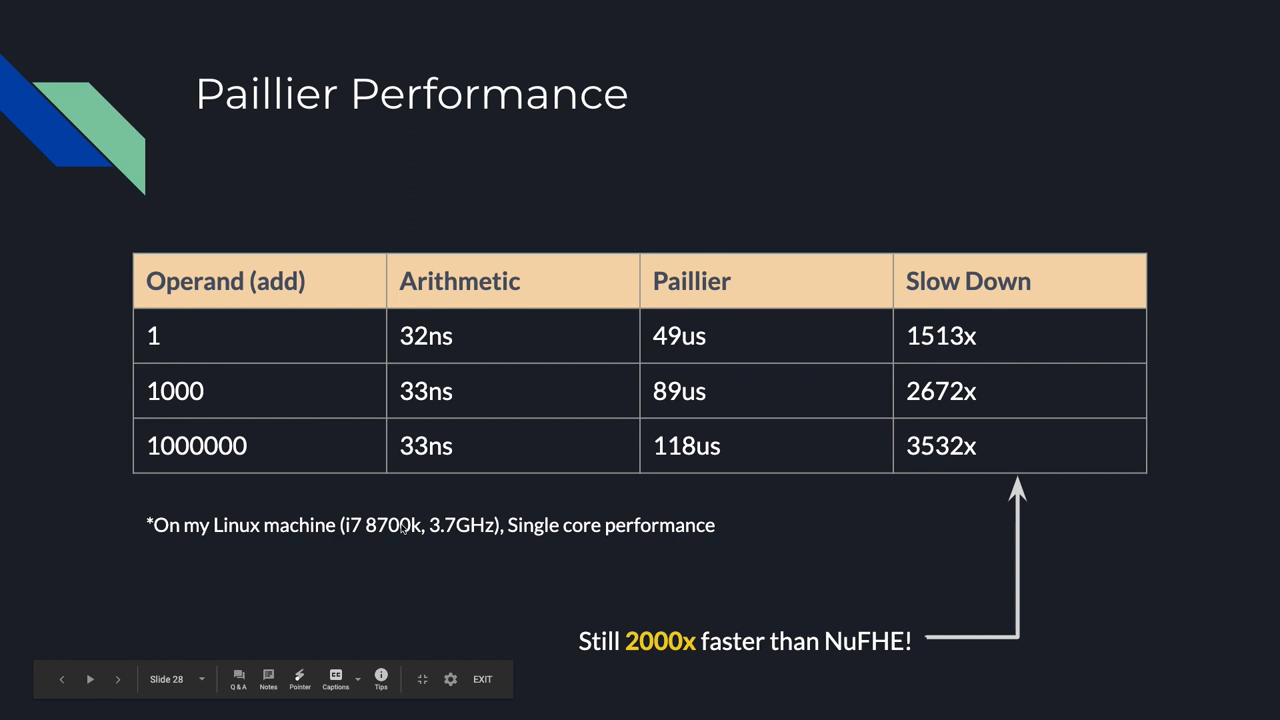 Paillier Performance
Operand (add) Arithmetic Paillier Slow Down
1 32ns 49us 1513x
1000 33ns 89us 2672x
1000000 33ns 118us 3532x
*On my Linux machine (i7 8700k, 3.7GHz), Single core performance
Still 2000x faster than NuFHE!
Slide 28 Q & A Notes Pointer CC Captions Tips EXIT